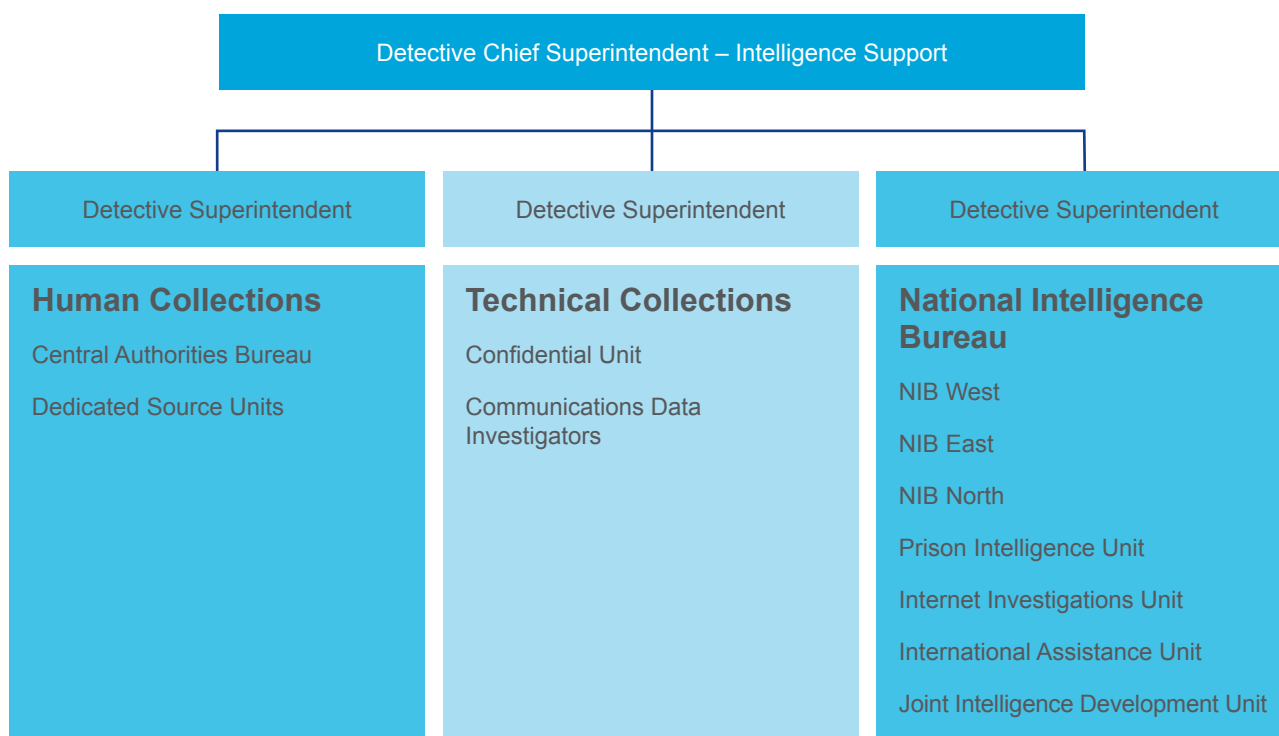 Detective Chief Superintendent – Intelligence Support
Detective Superintendent
Human Collections
Central Authorities Bureau
Dedicated Source Units
Detective Superintendent
Technical Collections
Confidential Unit
Communications Data
Investigators
Detective Superintendent
National Intelligence
Bureau
NIB West
NIB East
NIB North
Prison Intelligence Unit
Internet Investigations Unit
International Assistance Unit
Joint Intelligence Development Unit